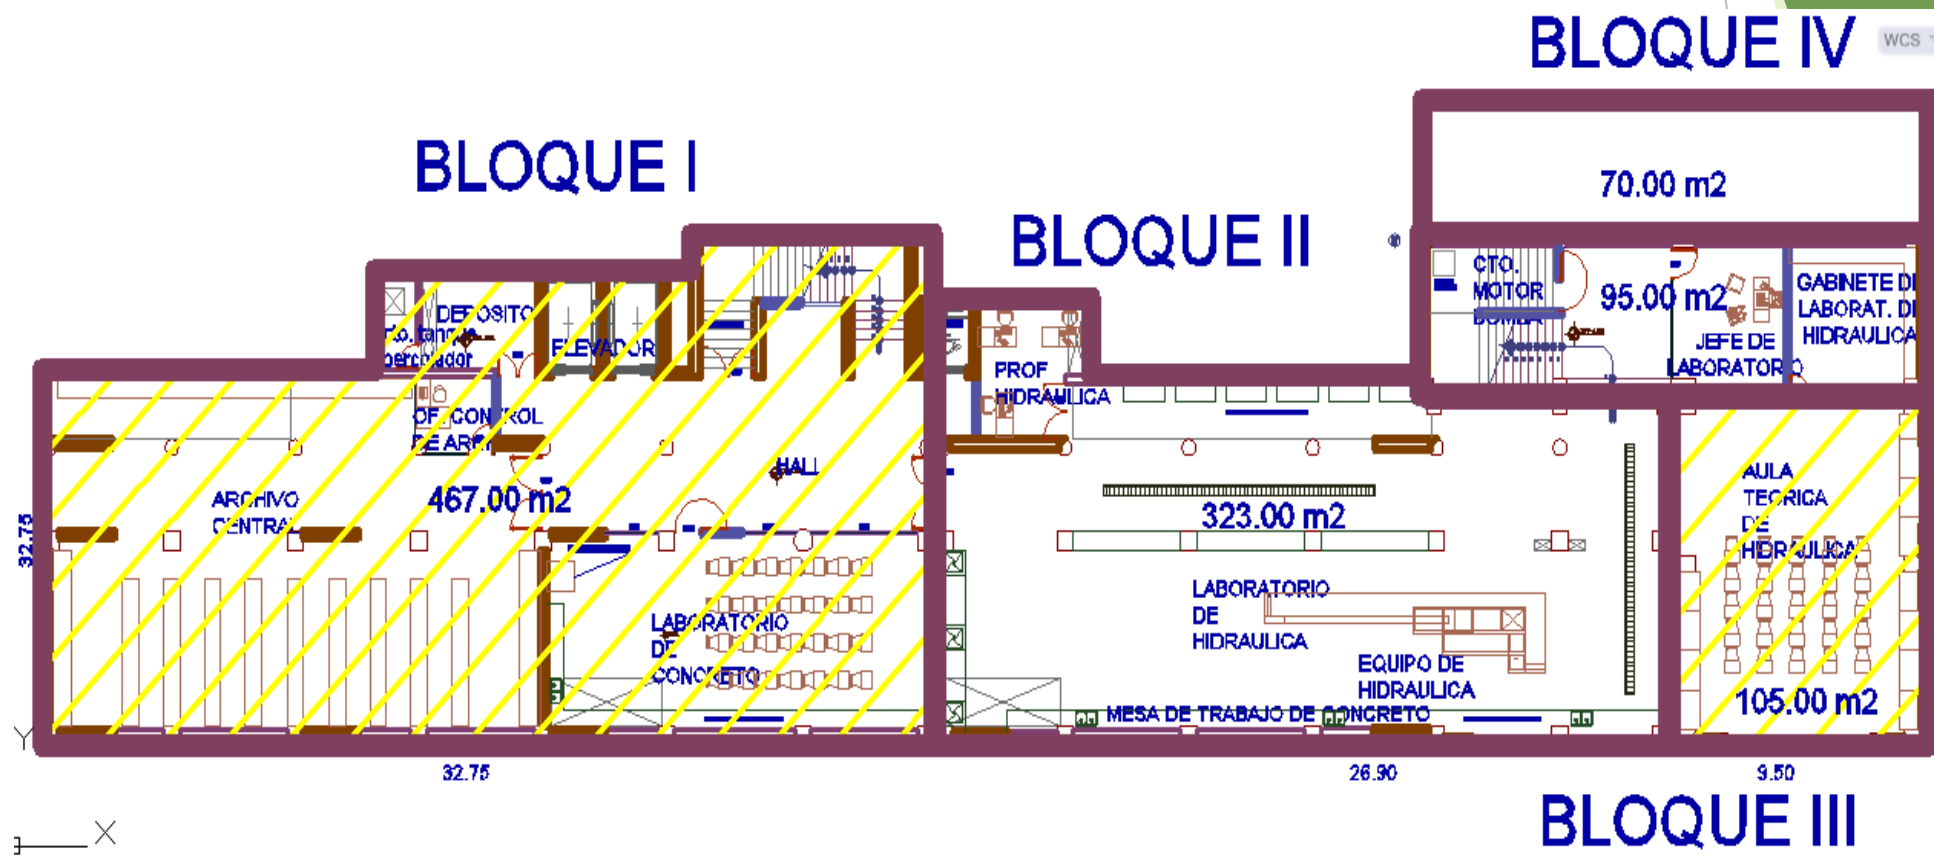 BLOQUE IV
WCS
BLOQUE I
70.00 m2
BLOQUE II
CTO.
MOTOR
BOMBA
95.00 m2
GABINETE DE
LABORAT. DE
HIDRAULICA
JEFE DE
LABORATORIO
DEPOSITO
tanque
percolador
ELEVADOR
PROF
HIDRAULICA
OF. CONTROL
DE
HALL
ARCHIVO
CENTRAL
467.00 m2
323.00 m2
AULA
TEORICA
DE
HIDRAULICA
32.75
LABORATORIO
DE
CONCRETO
LABORATORIO
DE
HIDRAULICA
EQUIPO DE
HIDRAULICA
MESA DE TRABAJO DE CONCRETO
105.00 m2
Y
32.75
26.90
9.50
BLOQUE III
X